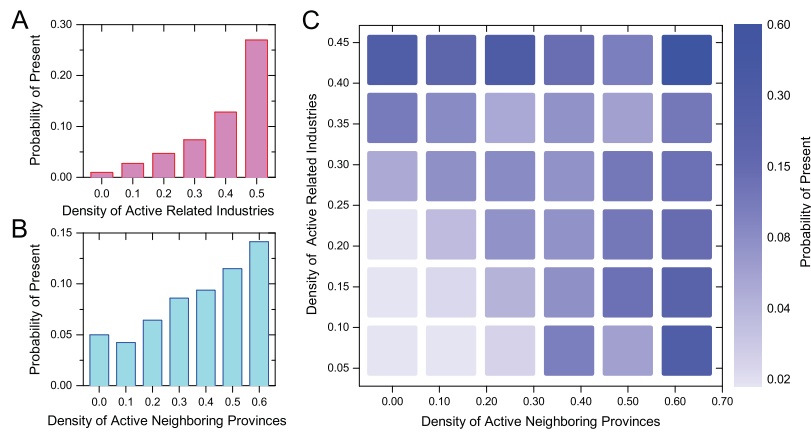 A
0.30
0.20
0.10
0.00
Probability of Present
0.0 0.1 0.2 0.3 0.4 0.5
Density of Active Related Industries
B
0.15
0.10
0.05
0.00
Probability of Present
0.0 0.1 0.2 0.3 0.4 0.5 0.6
Density of Active Neighboring Provinces
C
0.45
0.40
0.35
0.30
0.25
0.20
0.15
0.10
0.05
Density of Active Related Industries
0.00 0.10 0.20 0.30 0.40 0.50 0.60 0.70
Density of Active Neighboring Provinces
0.60
0.30
0.15
0.08
0.04
0.02
Probability of Present